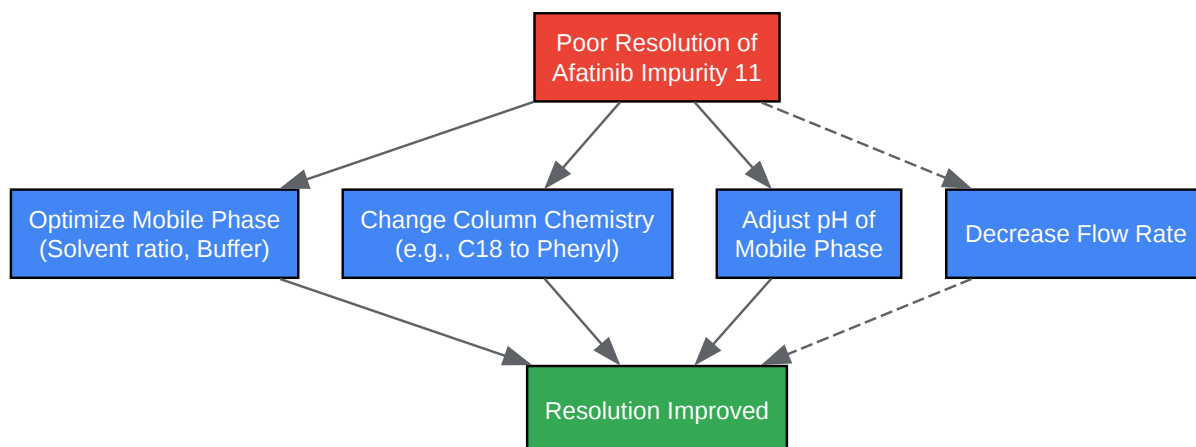 Poor Resolution of
Afatinib Impurity 11
Optimize Mobile Phase
(Solvent ratio, Buffer)
Change Column Chemistry
(e.g., C18 to Phenyl)
Adjust pH of
Mobile Phase
Decrease Flow Rate
Resolution Improved